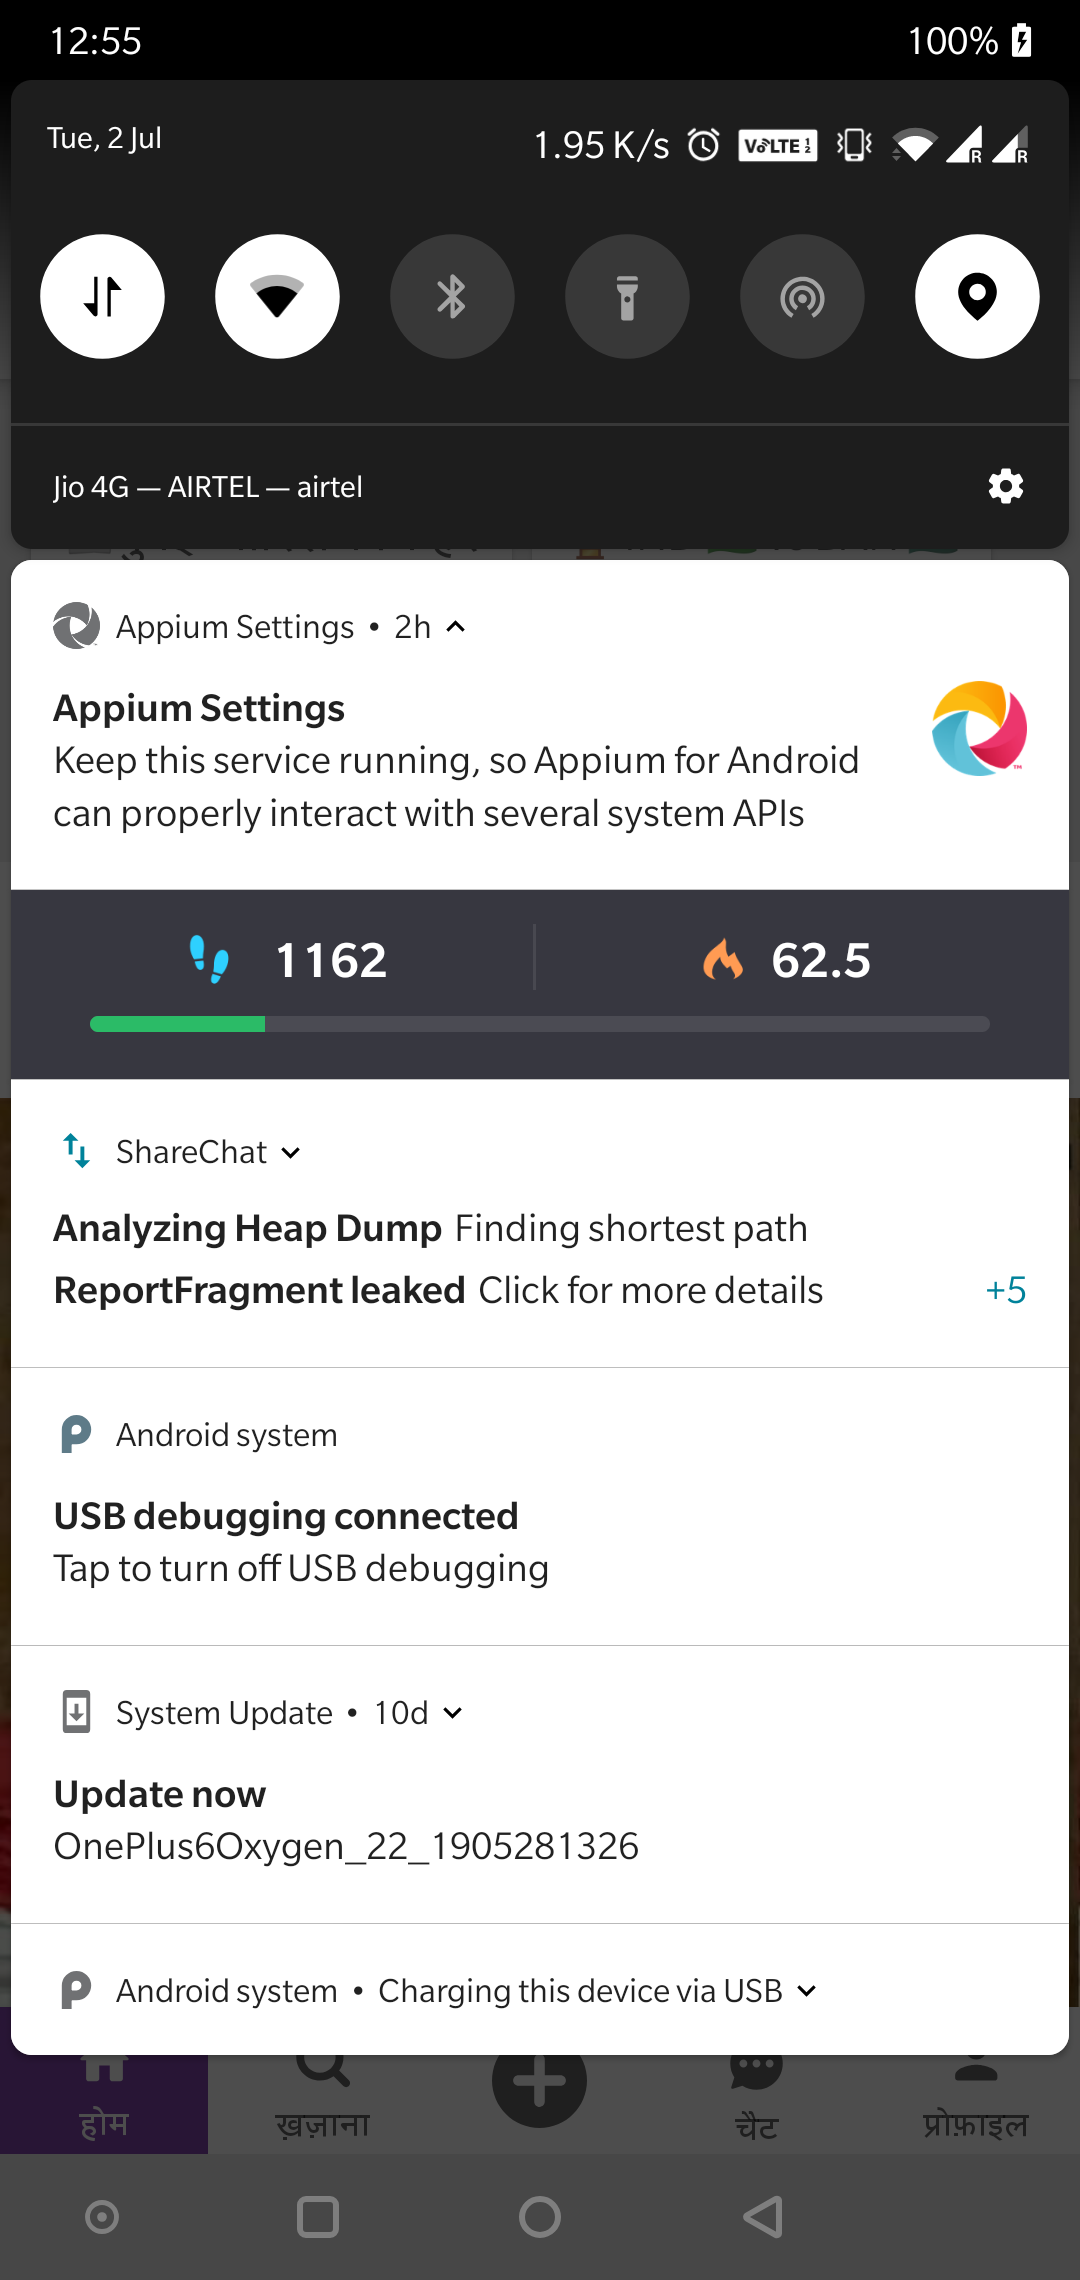 12:55
100%
Tue, 2 Jul
1.95 K/s
VoLTE 1 2
R R
Jio 4G — AIRTEL — airtel
Appium Settings • 2h
Appium Settings
Keep this service running, so Appium for Android
can properly interact with several system APIs
1162
62.5
ShareChat
Analyzing Heap Dump Finding shortest path
ReportFragment leaked Click for more details +5
Android system
USB debugging connected
Tap to turn off USB debugging
System Update • 10d
Update now
OnePlus6Oxygen_22_1905281326
Android system • Charging this device via USB
होम
ख़ज़ाना
चैट
प्रोफ़ाइल